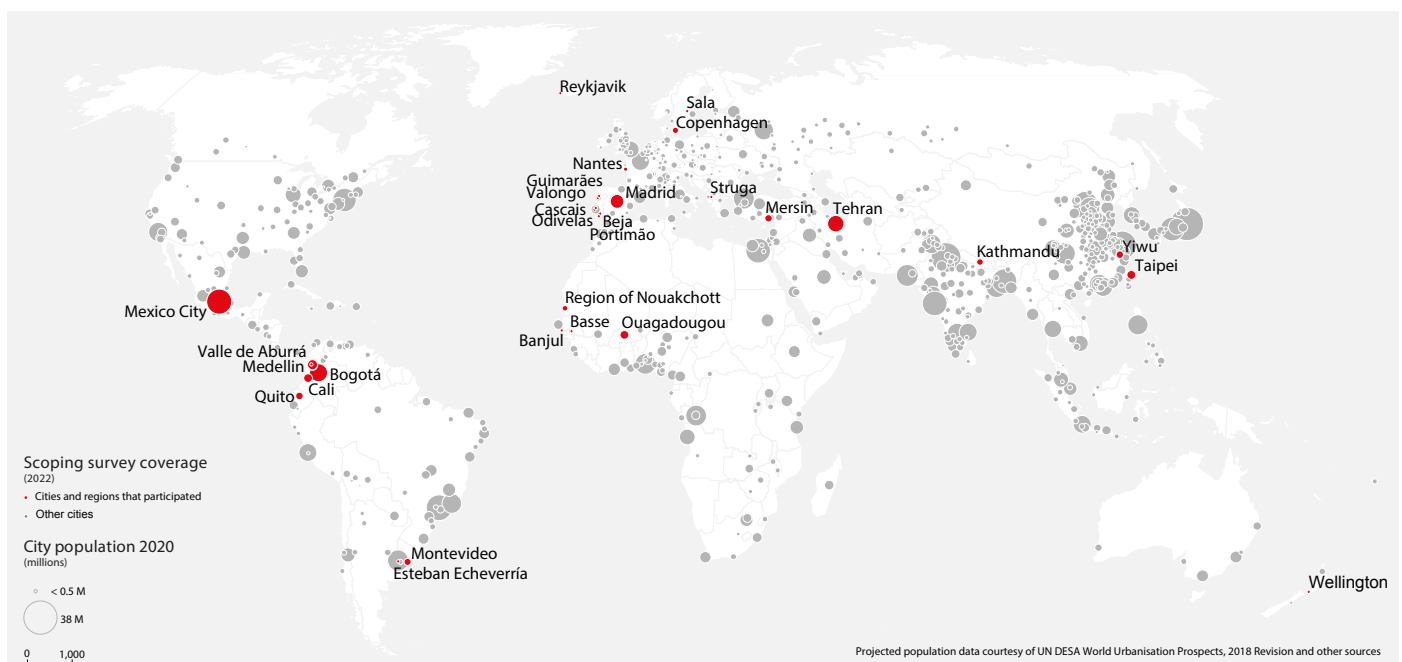 Reykjavik
Sala
Copenhagen
Nantes
Guimarães
Valongo
Madrid
Struga
Cascais
Odivelas
Beja
Portimão
Mersin
Tehran
Kathmandu
Yiwu
Taipei
Mexico City
Region of Nouakchott
Basse
Ouagadougou
Banjul
Valle de Aburrá
Medellin
Bogotá
Cali
Quito
Montevideo
Esteban Echeverría
Wellington
Scoping survey coverage
(2022)
Cities and regions that participated
Other cities
City population 2020
(millions)
< 0.5 M
38 M
0 1,000
Projected population data courtesy of UN DESA World Urbanisation Prospects, 2018 Revision and other sources